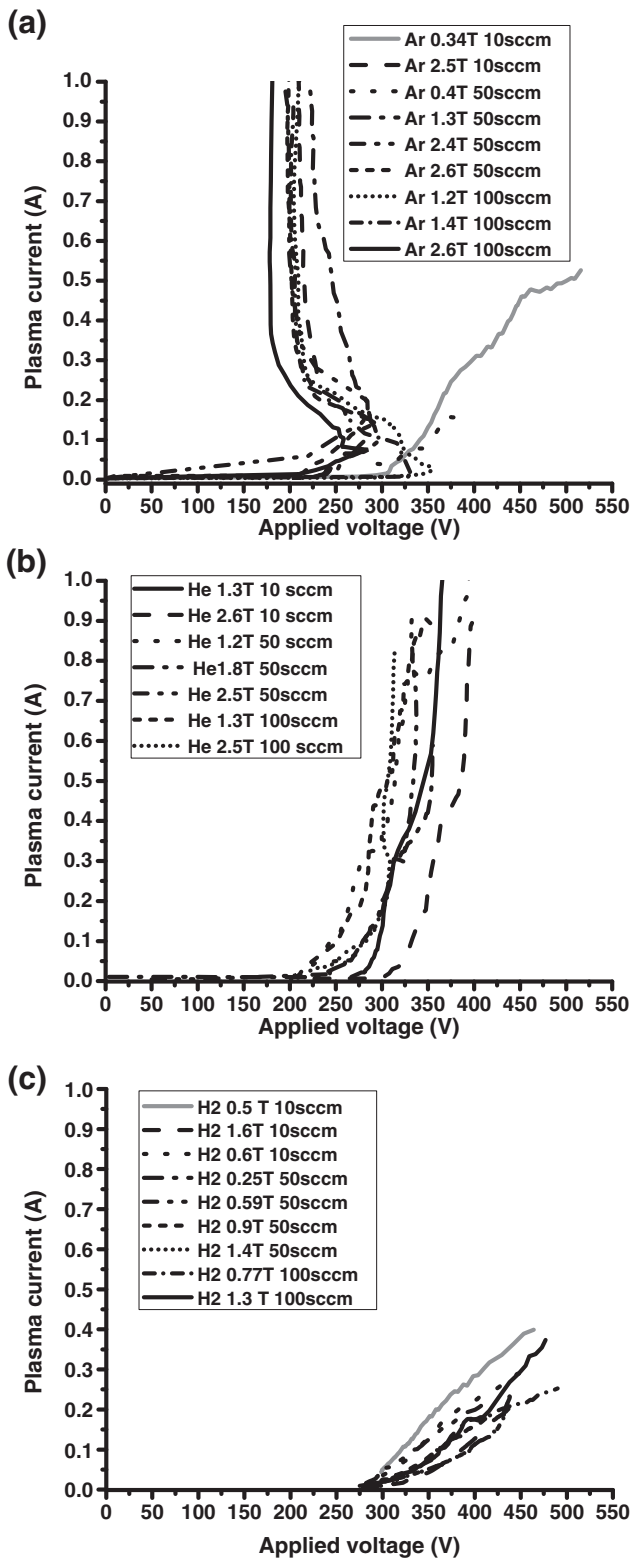 (a)
Ar 0.34T 10sccm
Ar 2.5T 10sccm
Ar 0.4T 50sccm
Ar 1.3T 50sccm
Ar 2.4T 50sccm
Ar 2.6T 50sccm
Ar 1.2T 100sccm
Ar 1.4T 100sccm
Ar 2.6T 100sccm
Plasma current (A)
1.0
0.9
0.8
0.7
0.6
0.5
0.4
0.3
0.2
0.1
0.0
0 50 100 150 200 250 300 350 400 450 500 550
Applied voltage (V)
(b)
He 1.3T 10 sccm
He 2.6T 10 sccm
He 1.2T 50 sccm
He1.8T 50sccm
He 2.5T 50sccm
He 1.3T 100sccm
He 2.5T 100 sccm
Plasma current (A)
1.0
0.9
0.8
0.7
0.6
0.5
0.4
0.3
0.2
0.1
0.0
0 50 100 150 200 250 300 350 400 450 500 550
Applied voltage (V)
(c)
H2 0.5 T 10sccm
H2 1.6T 10sccm
H2 0.6T 10sccm
H2 0.25T 50sccm
H2 0.59T 50sccm
H2 0.9T 50sccm
H2 1.4T 50sccm
H2 0.77T 100sccm
H2 1.3 T 100sccm
Plasma current (A)
1.0
0.9
0.8
0.7
0.6
0.5
0.4
0.3
0.2
0.1
0.0
0 50 100 150 200 250 300 350 400 450 500 550
Applied voltage (V)